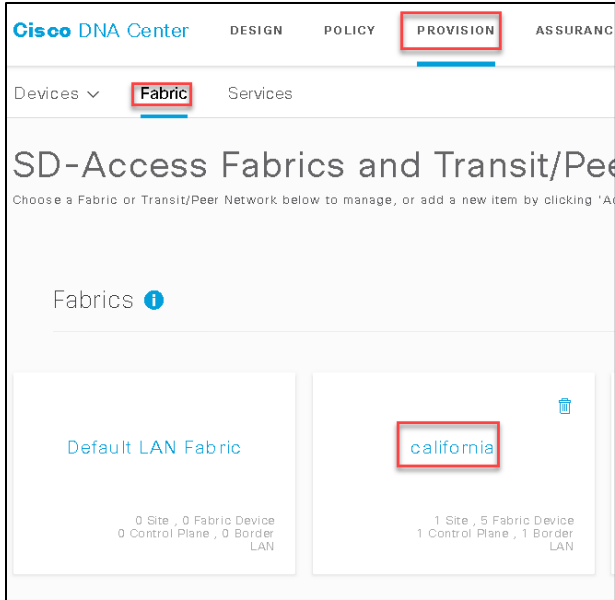 Cisco DNA Center DESIGN POLICY PROVISION ASSURANC
Devices Fabric Services
SD-Access Fabrics and Transit/Pee
Choose a Fabric or Transit/Peer Network below to manage, or add a new item by clicking 'Ad
Fabrics i
Default LAN Fabric
0 Site , 0 Fabric Device
0 Control Plane , 0 Border
LAN
california
1 Site , 5 Fabric Device
1 Control Plane , 1 Border
LAN